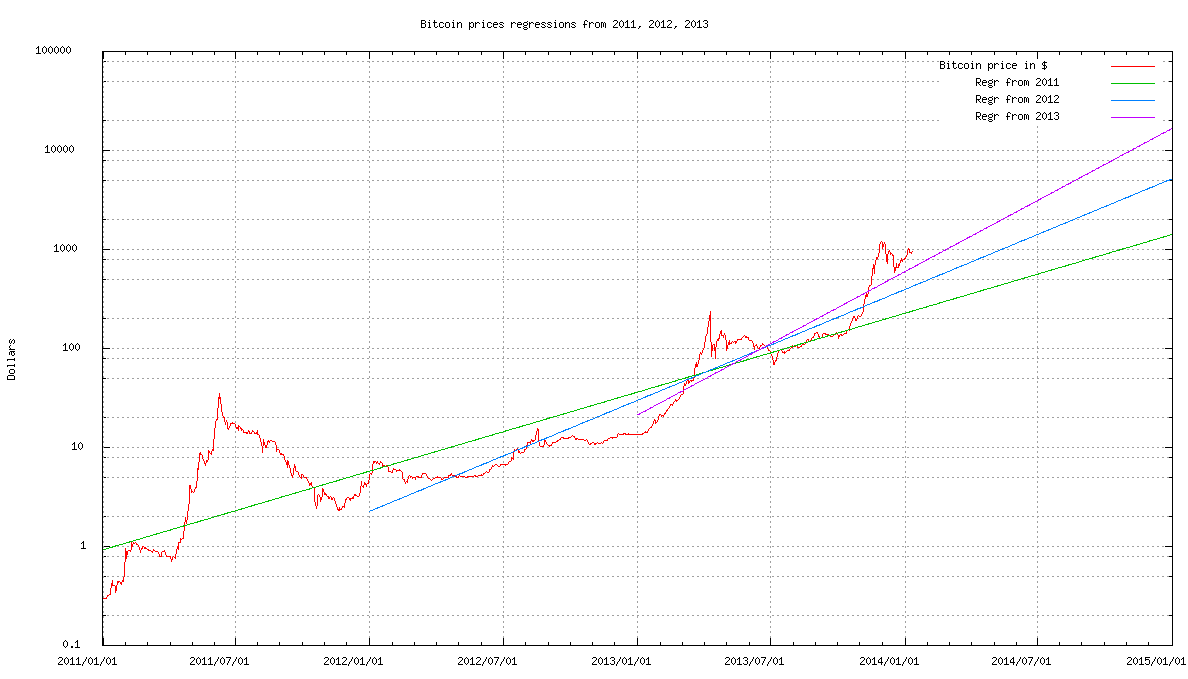 Bitcoin prices regressions from 2011, 2012, 2013
100000
10000
1000
100
10
1
0.1
Dollars
Bitcoin price in $
Regr from 2011
Regr from 2012
Regr from 2013
2011/01/01 2011/07/01 2012/01/01 2012/07/01 2013/01/01 2013/07/01 2014/01/01 2014/07/01 2015/01/01